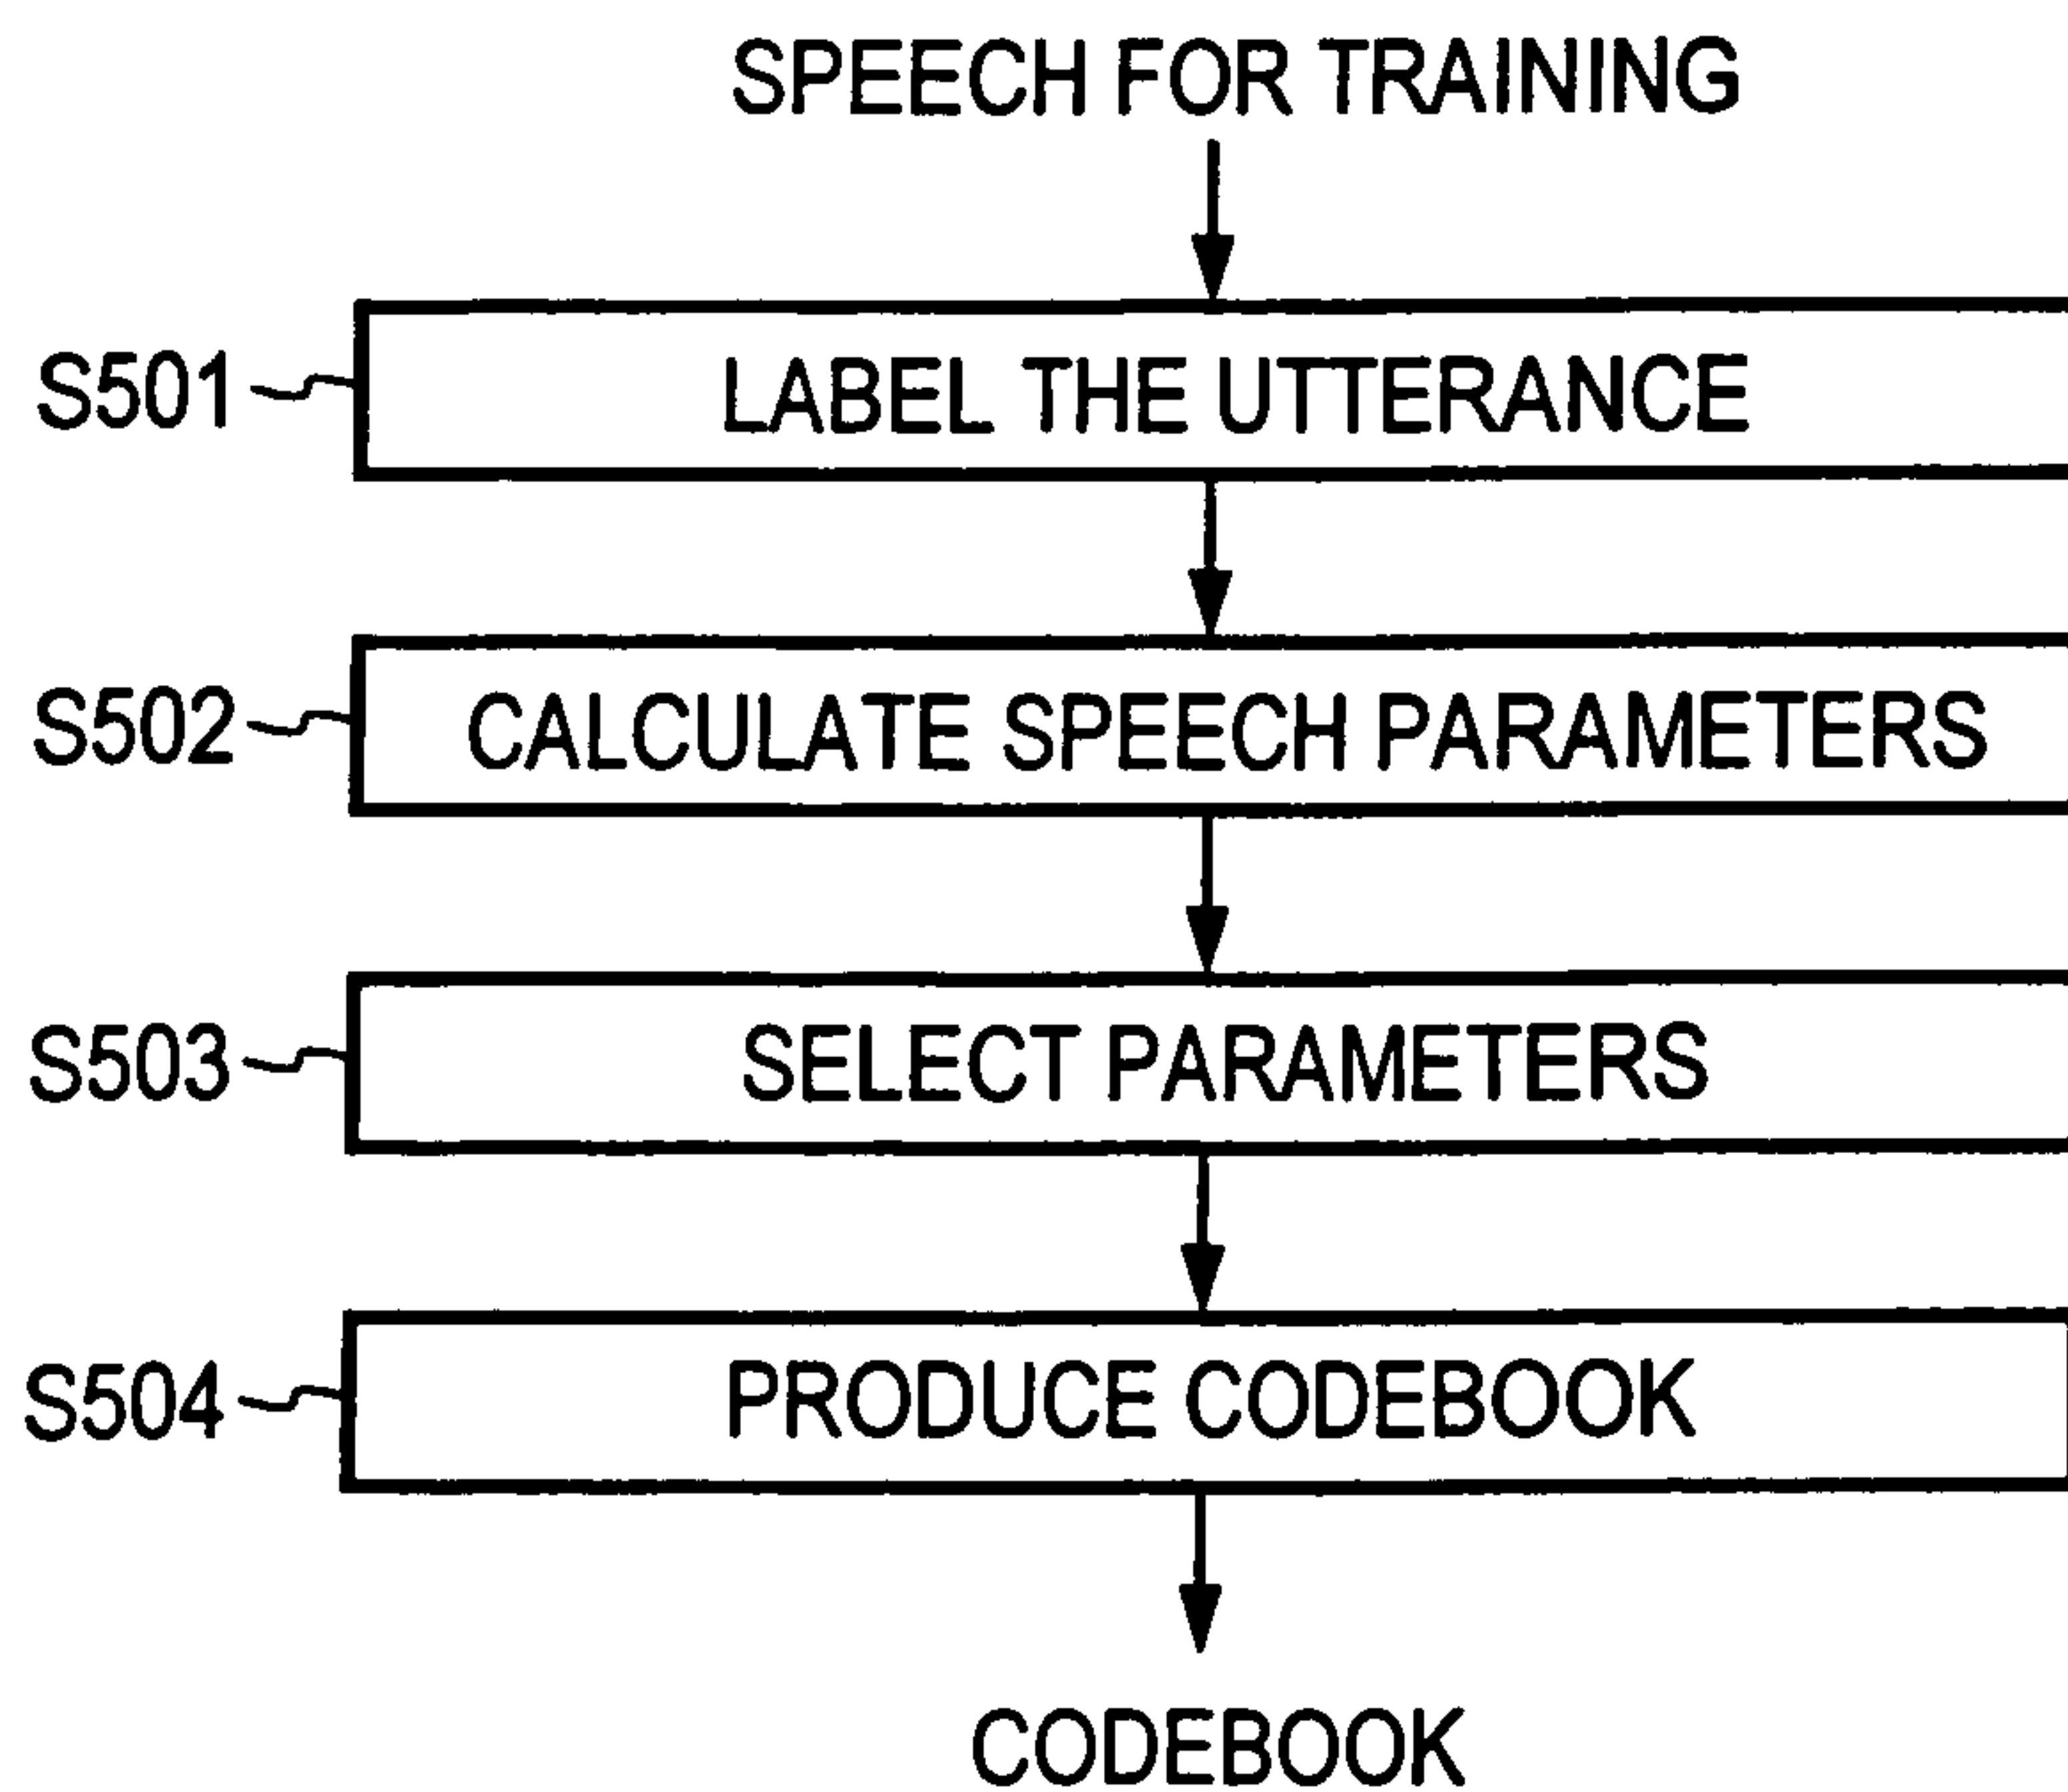 SPEECH FOR TRAINING
S501 LABEL THE UTTERANCE
S502 CALCULATE SPEECH PARAMETERS
S503 SELECT PARAMETERS
S504 PRODUCE CODEBOOK
CODEBOOK